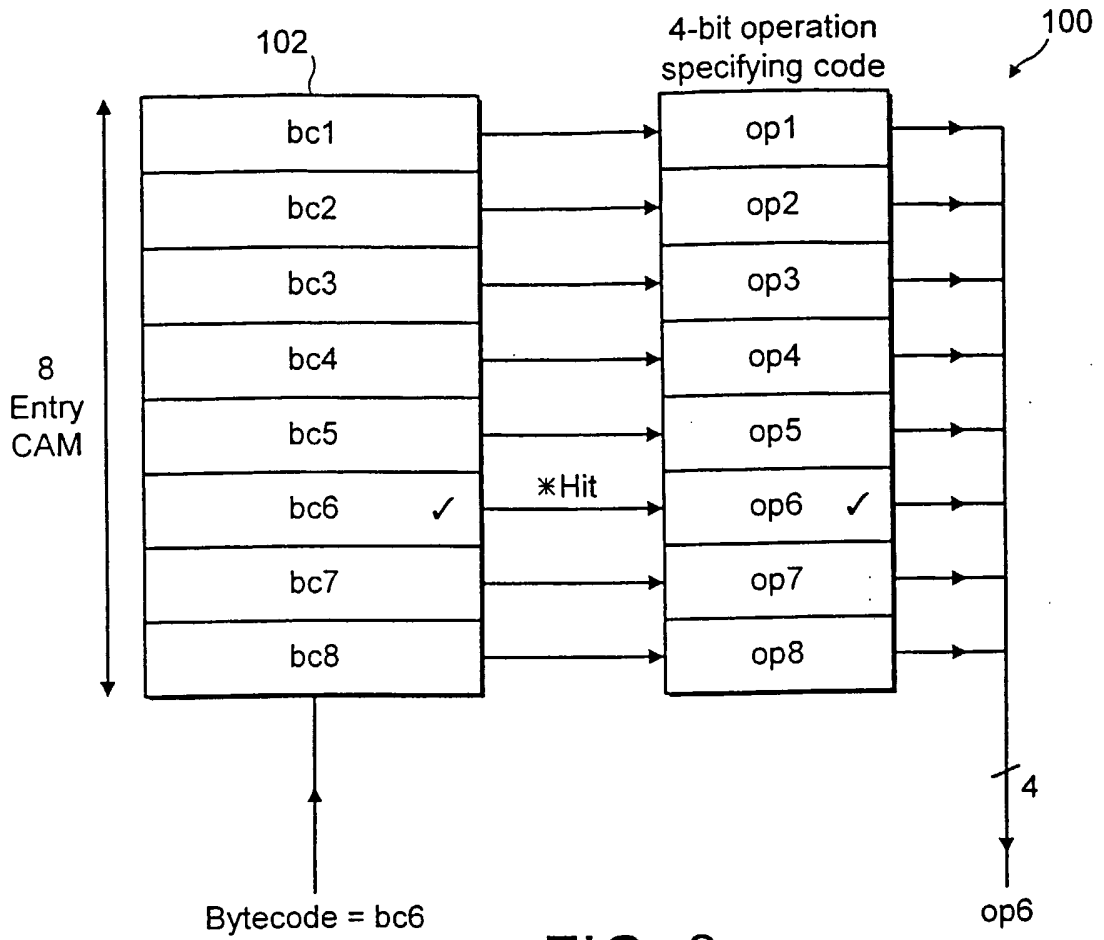 102
4-bit operation
specifying code
100
8
Entry
CAM
bc1
op1
bc2
op2
bc3
op3
bc4
op4
bc5
op5
bc6 ✓
✳Hit
op6 ✓
bc7
op7
bc8
op8
4
Bytecode = bc6
op6